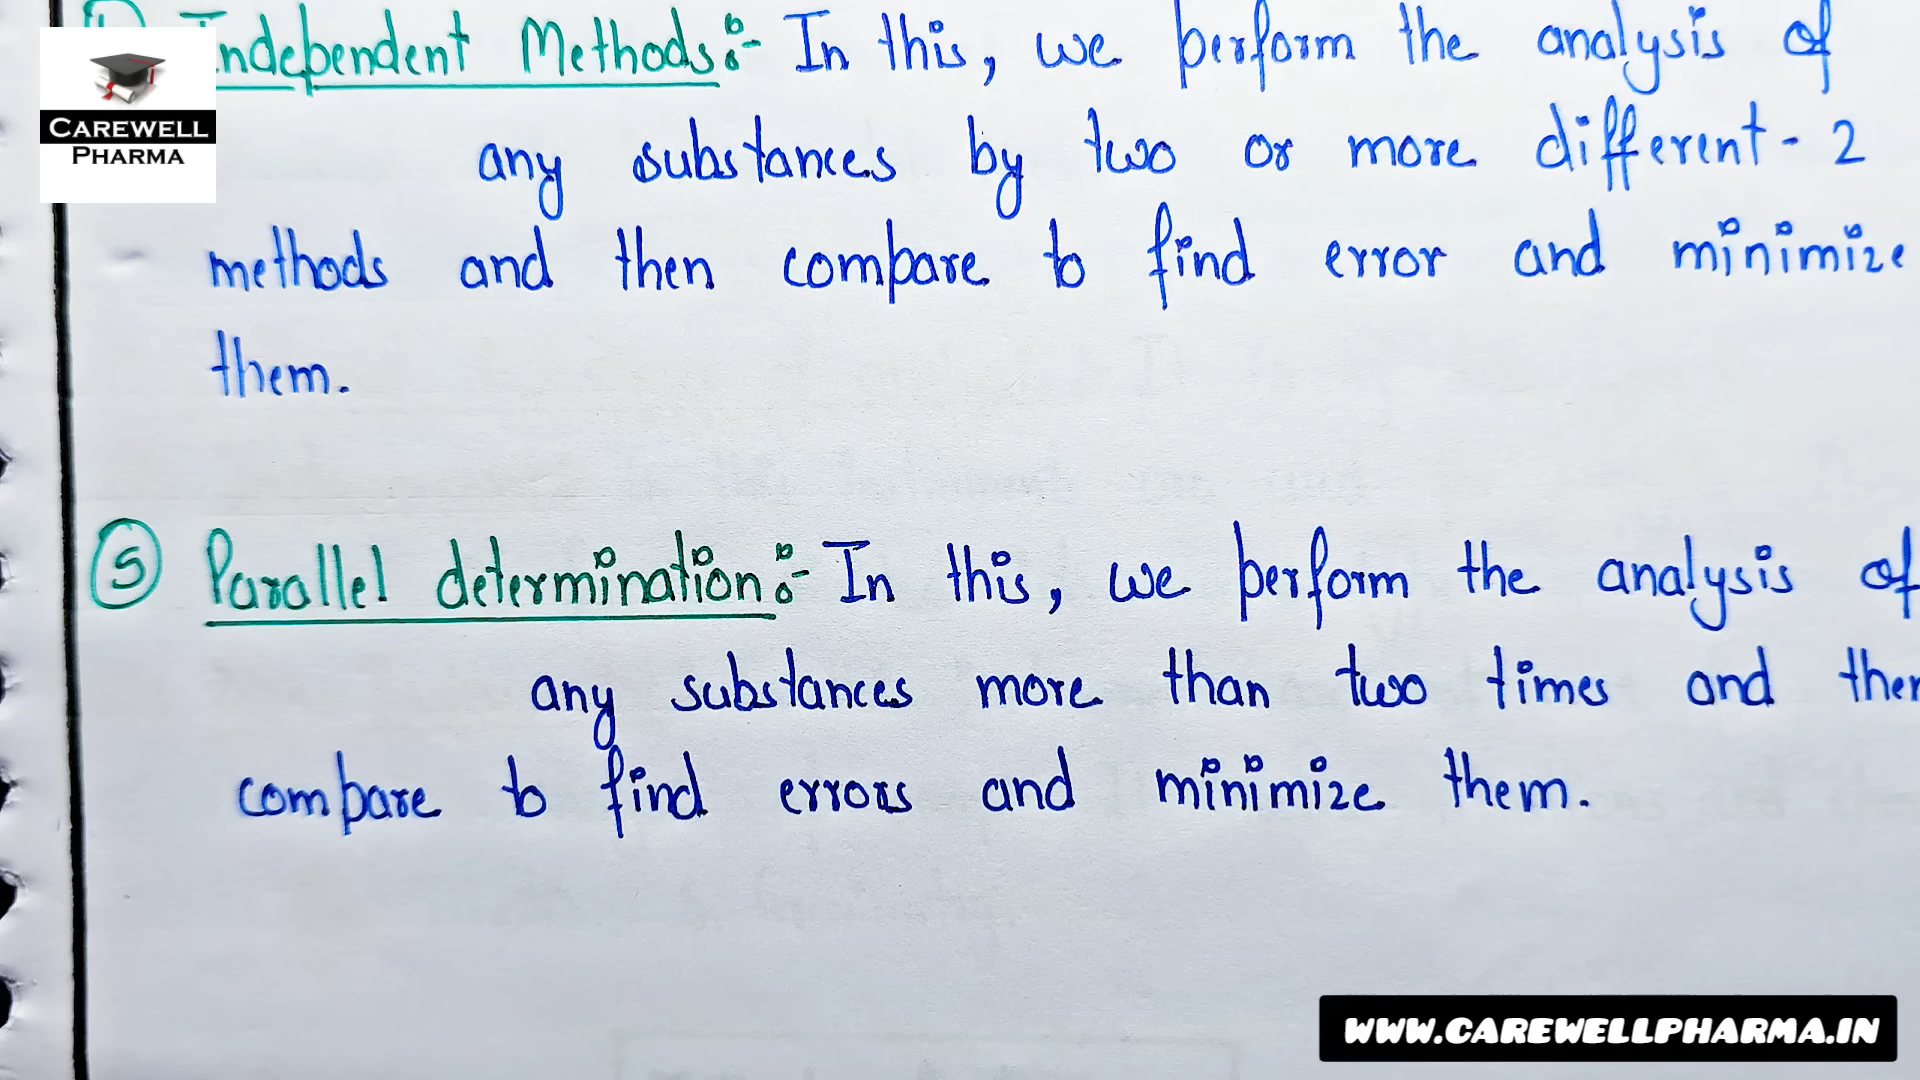 Independent Methods:- In this, we perform the analysis of
CAREWELL
PHARMA
any substances by two or more different-2
methods and then compare to find error and minimize
them.
5 Parallel determination:- In this, we perform the analysis of
any substances more than two times and then
compare to find errors and minimize them.
WWW.CAREWELLPHARMA.IN